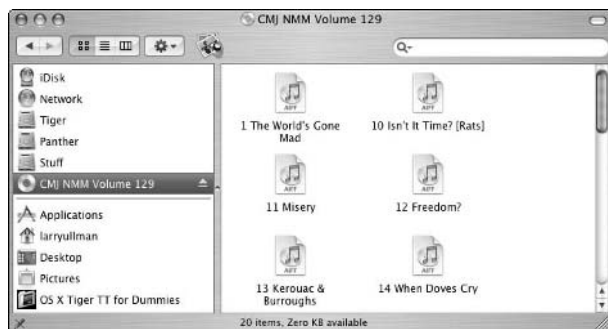 CMJ NMM Volume 129
iDisk
Network
Tiger
Panther
Stuff
CMJ NMM Volume 129
Applications
larryullman
Desktop
Pictures
OS X Tiger TT for Dummies
1 The World's Gone
Mad
10 Isn't It Time? [Rats]
11 Misery
12 Freedom?
13 Kerouac &
Burroughs
14 When Doves Cry
20 items, Zero KB available